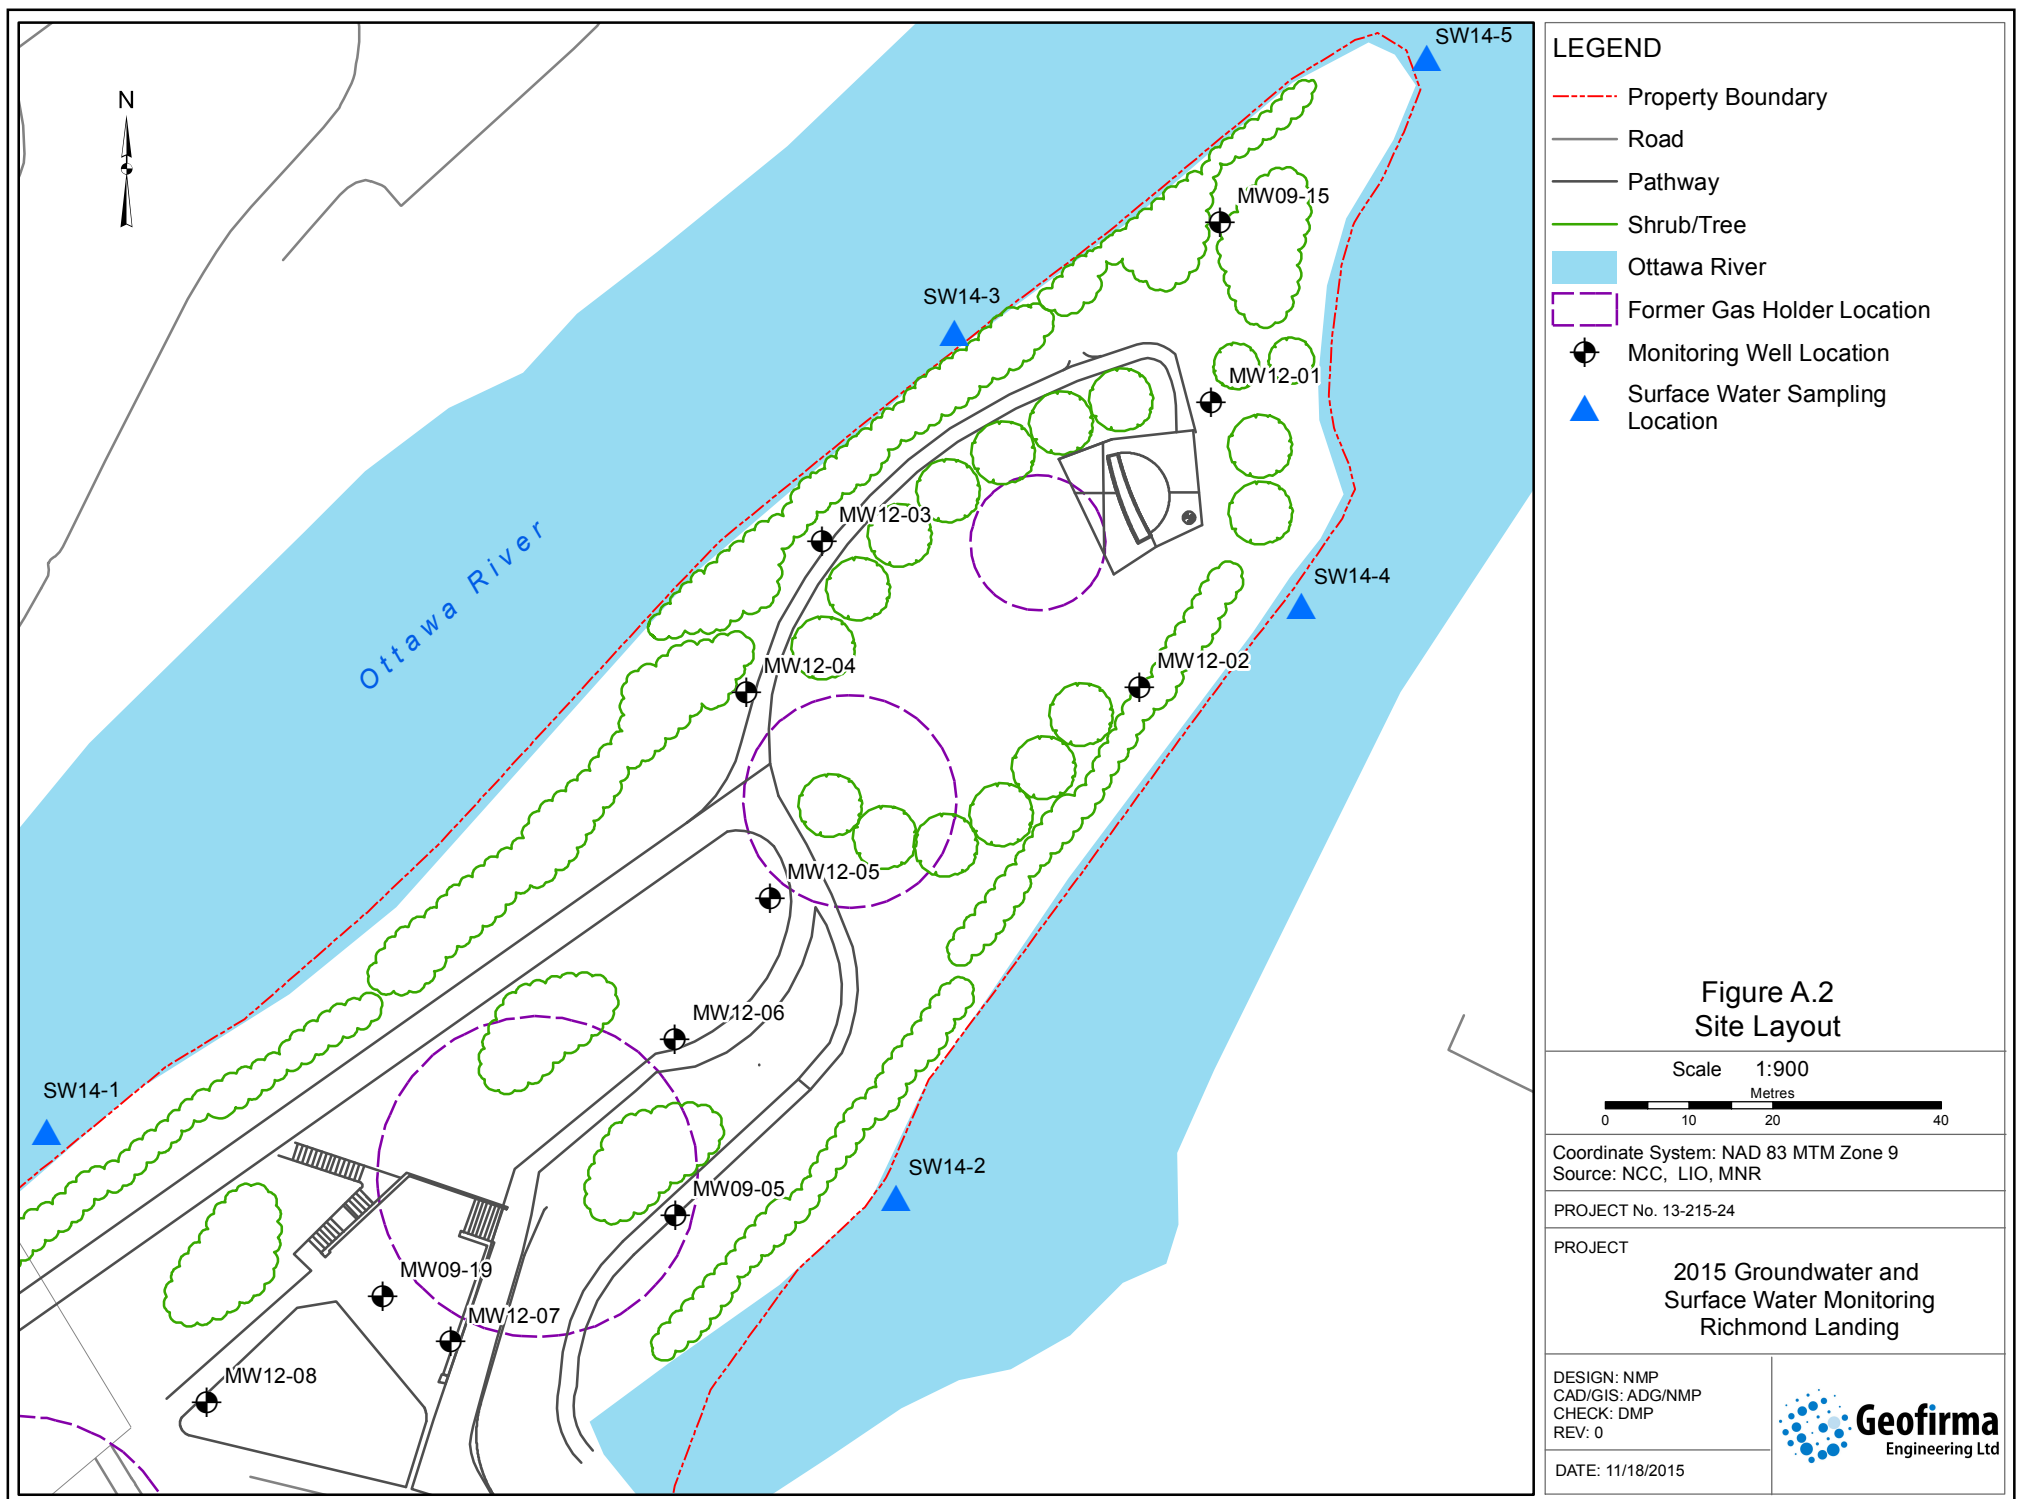 SW14-5
N
MW09-15
SW14-3
MW12-01
MW12-03
Ottawa River
SW14-4
MW12-04
MW12-02
MW12-05
MW12-06
SW14-1
SW14-2
MW09-05
MW09-19
MW12-07
MW12-08
LEGEND
Property Boundary
Road
Pathway
Shrub/Tree
Ottawa River
Former Gas Holder Location
Monitoring Well Location
Surface Water Sampling
Location
Figure A.2
Site Layout
Scale 1:900
Metres
0 10 20 40
Coordinate System: NAD 83 MTM Zone 9
Source: NCC, LIO, MNR
PROJECT No. 13-215-24
PROJECT
2015 Groundwater and
Surface Water Monitoring
Richmond Landing
DESIGN: NMP
CAD/GIS: ADG/NMP
CHECK: DMP
REV: 0
DATE: 11/18/2015
Geofirma
Engineering Ltd